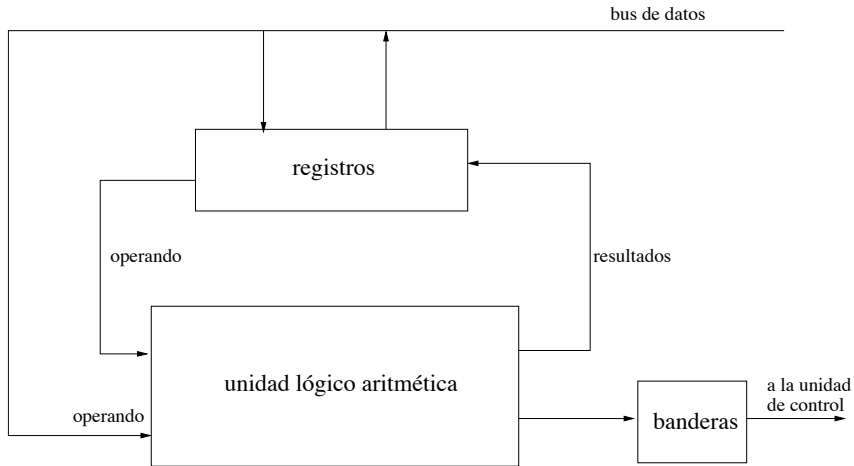 bus de datos
registros
operando
resultados
unidad lógico aritmética
operando
banderas
a la unidad
de control